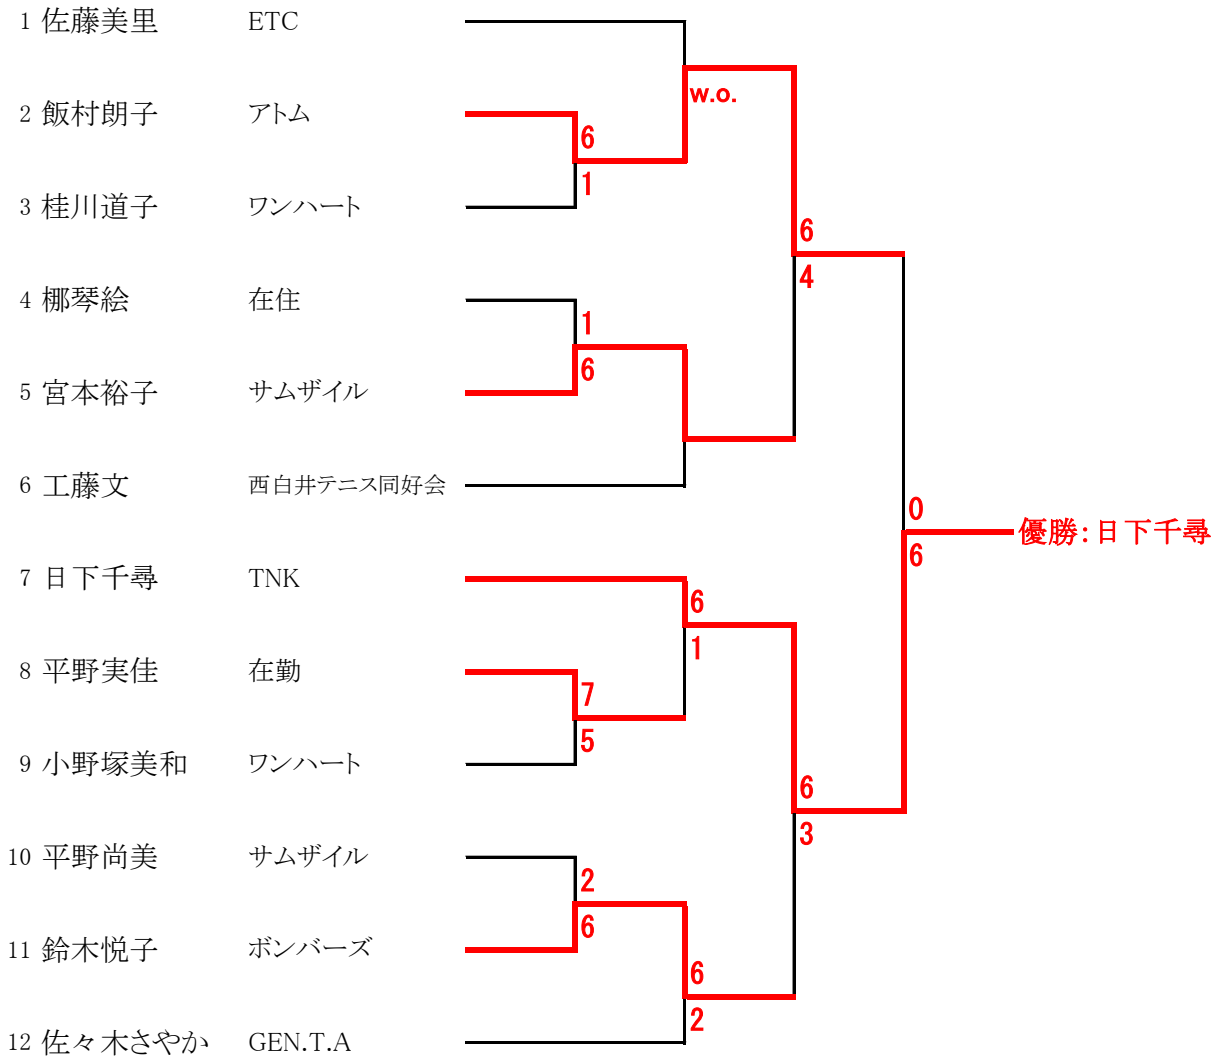 1 佐藤美里 ETC
w.o.
2 飯村朗子 アトム
6
1
3 桂川道子 ワンハート
6
4
4 梛琴絵 在住
1
6
5 宮本裕子 サムザイル
6 工藤文 西白井テニス同好会
0
優勝:日下千尋
6
7 日下千尋 TNK
6
1
8 平野実佳 在勤
7
5
9 小野塚美和 ワンハート
6
3
10 平野尚美 サムザイル
2
6
11 鈴木悦子 ボンバーズ
6
2
12 佐々木さやか GEN.T.A